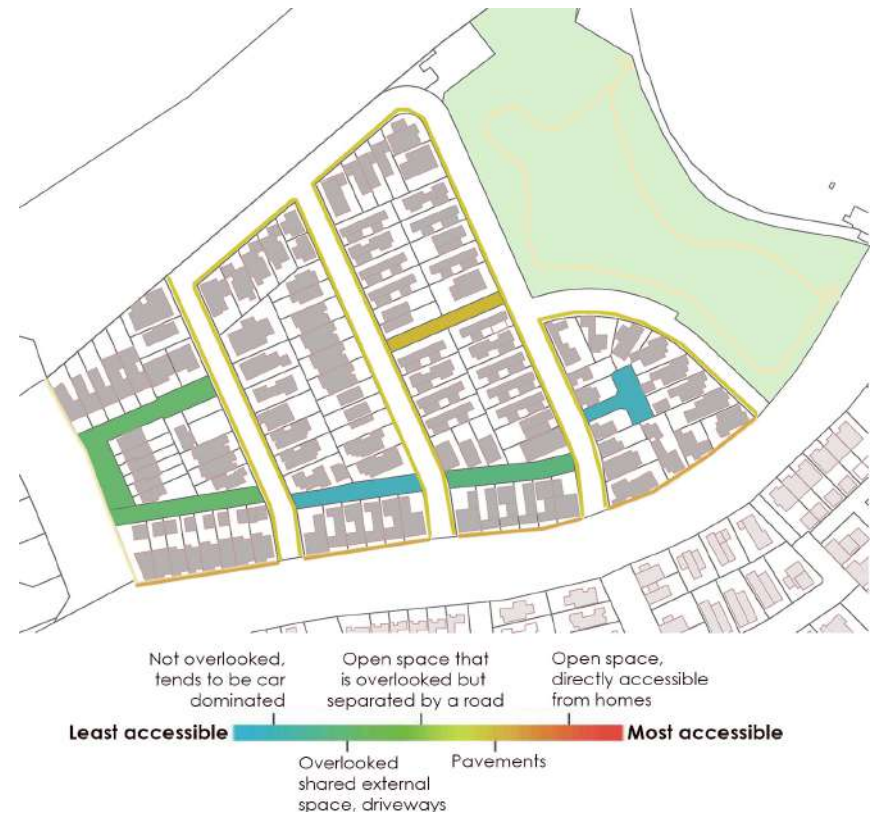 Not overlooked,
tends to be car
dominated
Open space that
is overlooked but
separated by a road
Open space,
directly accessible
from homes
Least accessible
Most accessible
Overlooked
shared external
space, driveways
Pavements